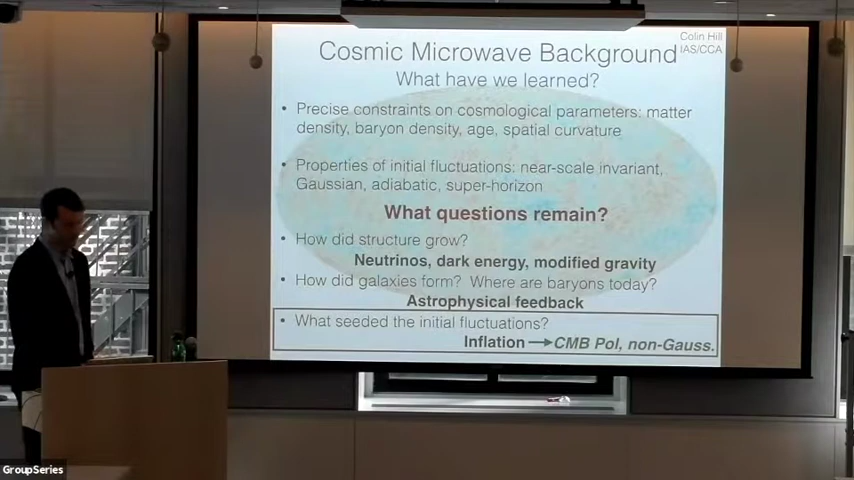 Colin Hill
IAS/CCA
Cosmic Microwave Background
What have we learned?
• Precise constraints on cosmological parameters: matter
density, baryon density, age, spatial curvature
• Properties of initial fluctuations: near-scale invariant,
Gaussian, adiabatic, super-horizon
What questions remain?
• How did structure grow?
Neutrinos, dark energy, modified gravity
• How did galaxies form? Where are baryons today?
Astrophysical feedback
• What seeded the initial fluctuations?
Inflation → CMB Pol, non-Gauss.
GroupSeries